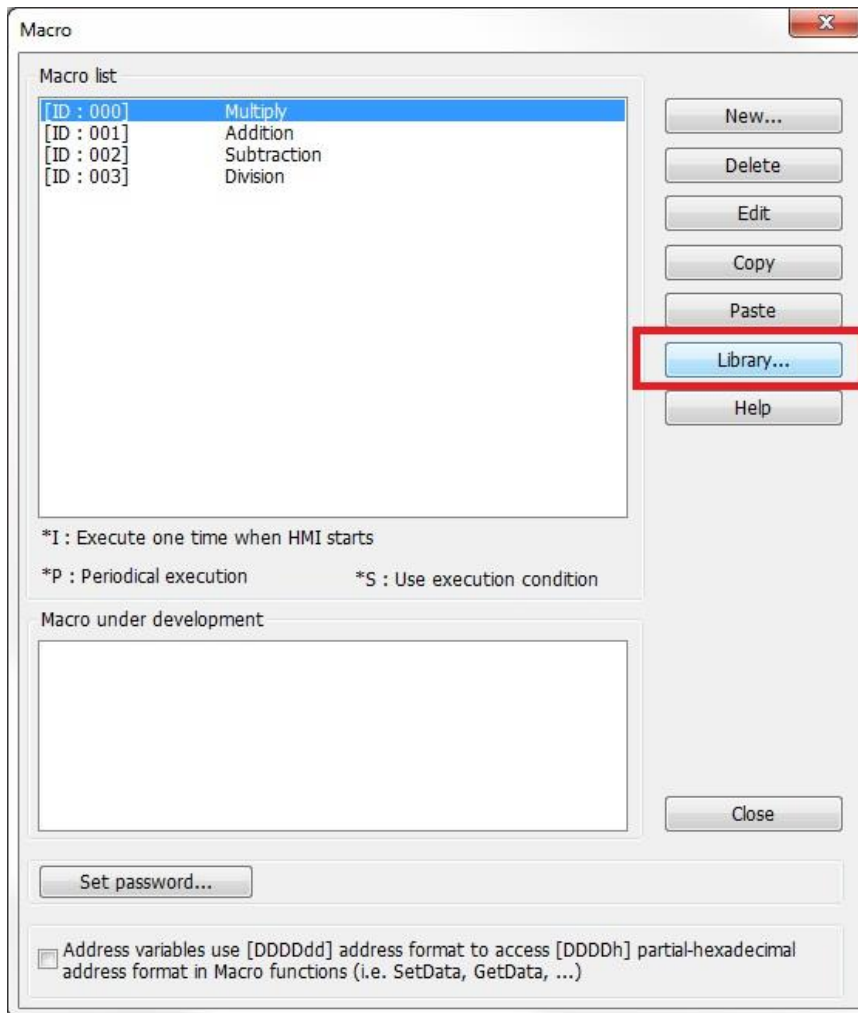 Macro
Macro list
[ID : 000] Multiply
[ID : 001] Addition
[ID : 002] Subtraction
[ID : 003] Division
New...
Delete
Edit
Copy
Paste
Library...
Help
*I : Execute one time when HMI starts
*P : Periodical execution *S : Use execution condition
Macro under development
Close
Set password...
Address variables use [DDDDdd] address format to access [DDDDh] partial-hexadecimal
address format in Macro functions (i.e. SetData, GetData, ...)